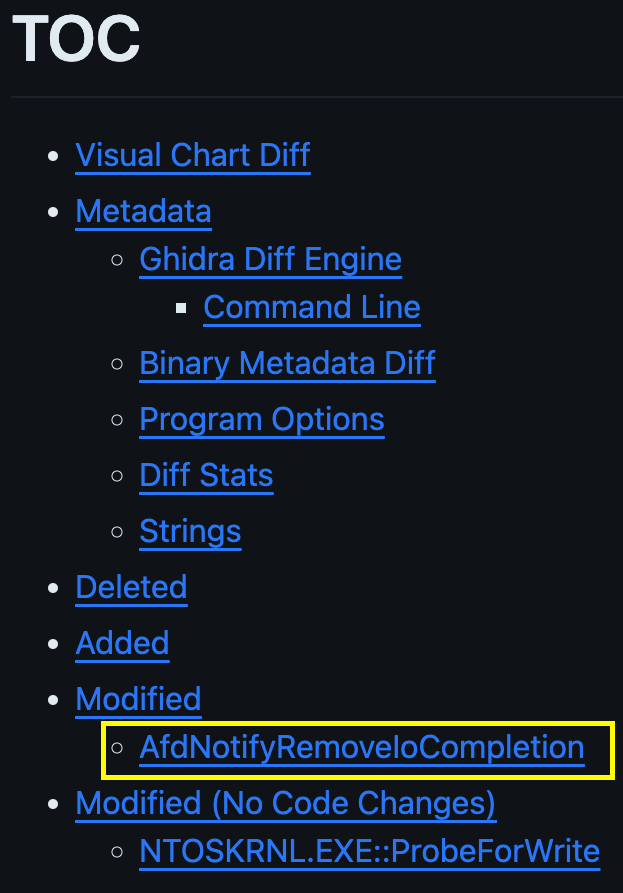 TOC
Visual Chart Diff
Metadata
Ghidra Diff Engine
Command Line
Binary Metadata Diff
Program Options
Diff Stats
Strings
Deleted
Added
Modified
AfdNotifyRemoveIoCompletion
Modified (No Code Changes)
NTOSKRNL.EXE::ProbeForWrite